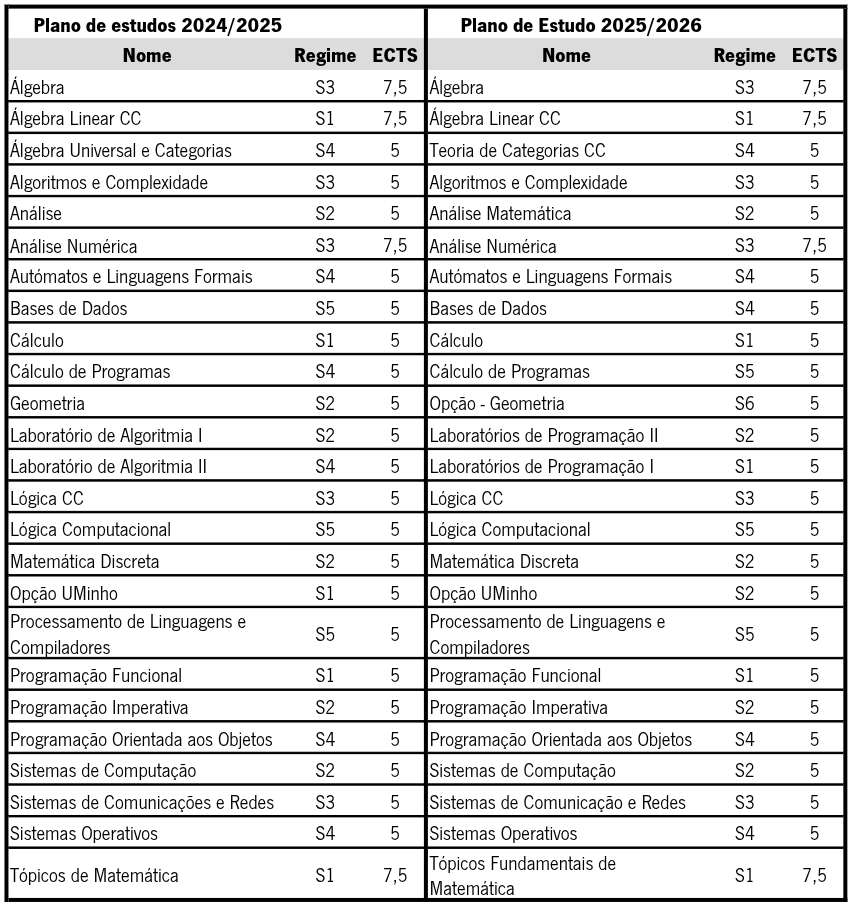 Plano de estudos 2024/2025 Plano de Estudo 2025/2026
Nome Regime ECTS Nome Regime ECTS
Álgebra S3 7,5 Álgebra S3 7,5
Álgebra Linear CC S1 7,5 Álgebra Linear CC S1 7,5
Álgebra Universal e Categorias S4 5 Teoria de Categorias CC S4 5
Algoritmos e Complexidade S3 5 Algoritmos e Complexidade S3 5
Análise S2 5 Análise Matemática S2 5
Análise Numérica S3 7,5 Análise Numérica S3 7,5
Autómatos e Linguagens Formais S4 5 Autómatos e Linguagens Formais S4 5
Bases de Dados S5 5 Bases de Dados S4 5
Cálculo S1 5 Cálculo S1 5
Cálculo de Programas S4 5 Cálculo de Programas S5 5
Geometria S2 5 Opção - Geometria S6 5
Laboratório de Algoritmia I S2 5 Laboratórios de Programação II S2 5
Laboratório de Algoritmia II S4 5 Laboratórios de Programação I S1 5
Lógica CC S3 5 Lógica CC S3 5
Lógica Computacional S5 5 Lógica Computacional S5 5
Matemática Discreta S2 5 Matemática Discreta S2 5
Opção UMinho S1 5 Opção UMinho S2 5
Processamento de Linguagens e
Compiladores S5 5 Processamento de Linguagens e
Compiladores S5 5
Programação Funcional S1 5 Programação Funcional S1 5
Programação Imperativa S2 5 Programação Imperativa S2 5
Programação Orientada aos Objetos S4 5 Programação Orientada aos Objetos S4 5
Sistemas de Computação S2 5 Sistemas de Computação S2 5
Sistemas de Comunicações e Redes S3 5 Sistemas de Comunicação e Redes S3 5
Sistemas Operativos S4 5 Sistemas Operativos S4 5
Tópicos de Matemática S1 7,5 Tópicos Fundamentais de
Matemática S1 7,5